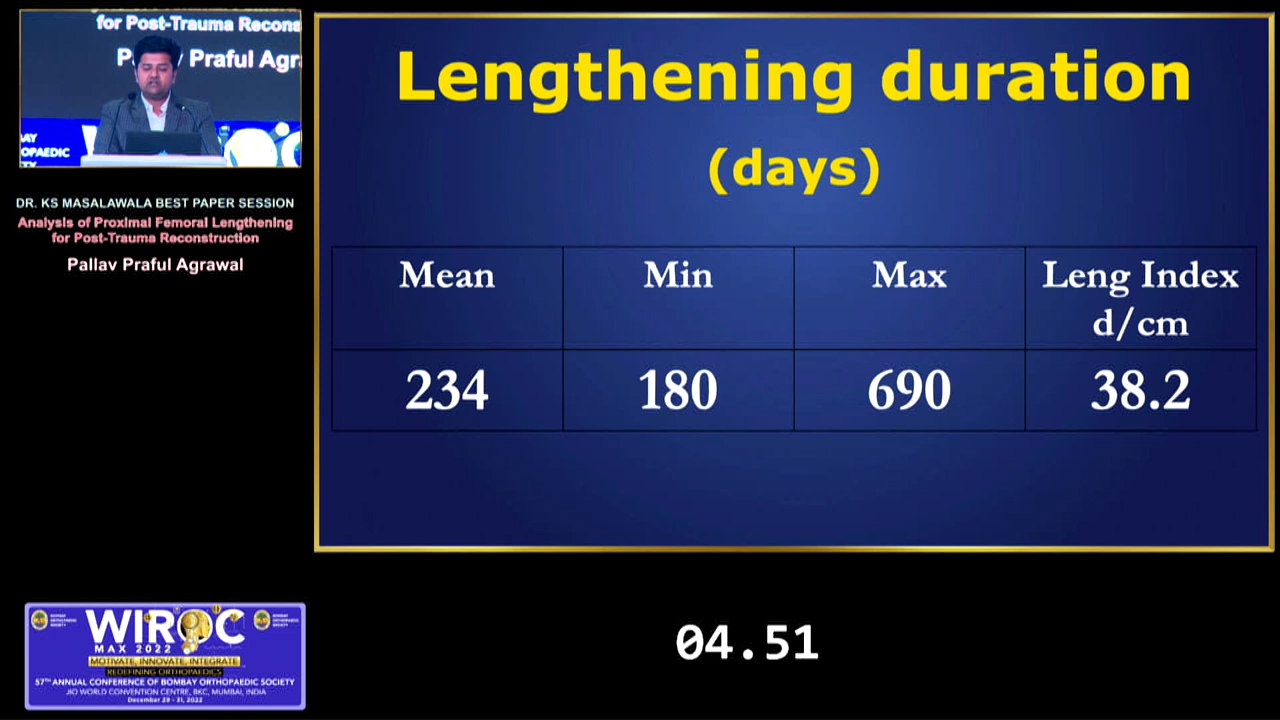 for Post-Trauma Recons
Praful Agra
WIROC
OPAEDIC
DR. KS MASALAWALA BEST PAPER SESSION
Analysis of Proximal Femoral Lengthening
for Post-Trauma Reconstruction
Pallav Praful Agrawal
Lengthening duration
(days)
Mean Min Max Leng Index
d/cm
234 180 690 38.2
04.51
WIROC
MAX 2022
MOTIVATE, INNOVATE, INTEGRATE
REDEFINING ORTHOPAEDICS
57TH ANNUAL CONFERENCE OF BOMBAY ORTHOPAEDIC SOCIETY
JIO WORLD CONVENTION CENTRE, BKC, MUMBAI, INDIA
December 29 - 31, 2022